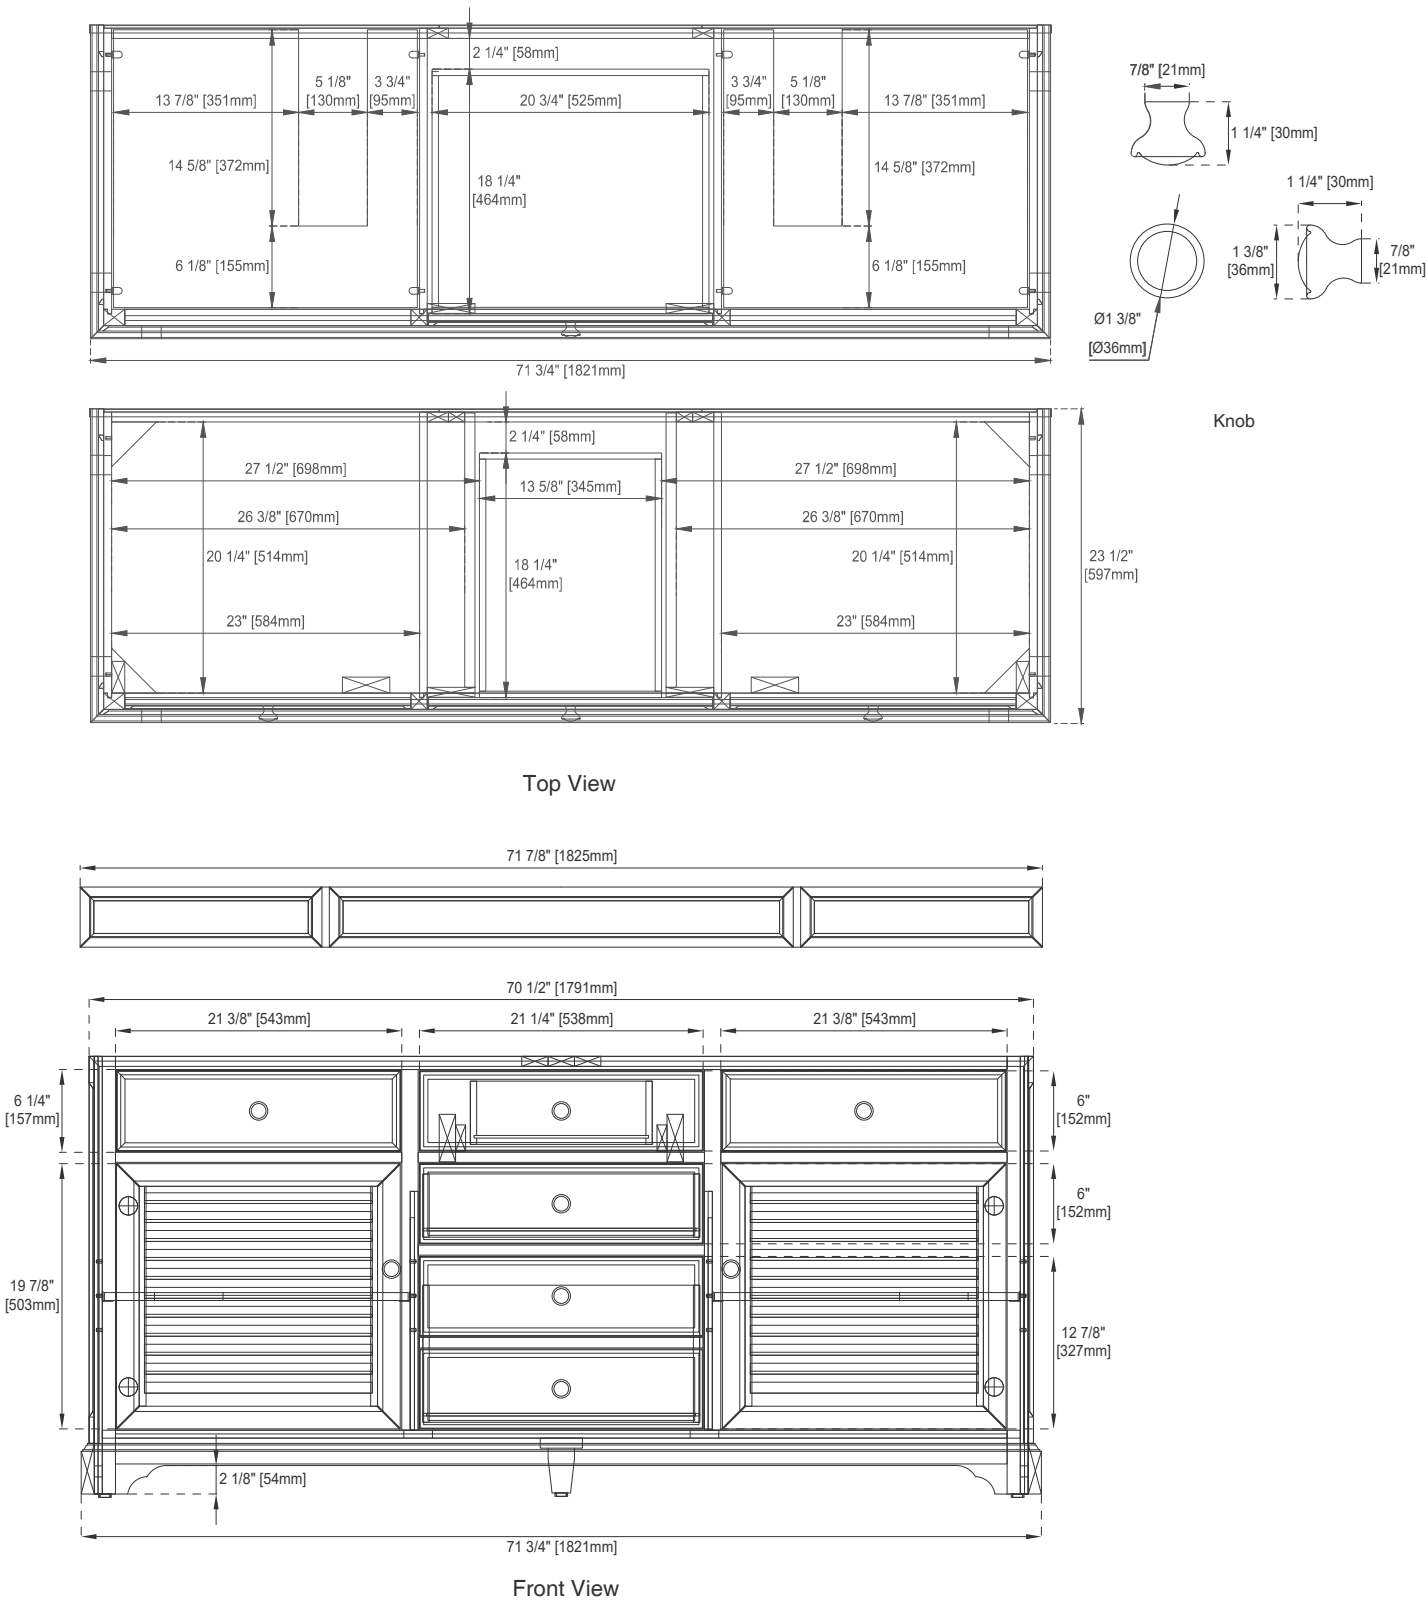 2 1/4" [58mm]
13 7/8" [351mm]
5 1/8"
[130mm]
3 3/4"
[95mm]
20 3/4" [525mm]
3 3/4"
[95mm]
5 1/8"
[130mm]
13 7/8" [351mm]
14 5/8" [372mm]
18 1/4"
[464mm]
14 5/8" [372mm]
6 1/8" [155mm]
6 1/8" [155mm]
71 3/4" [1821mm]
7/8" [21mm]
1 1/4" [30mm]
1 1/4" [30mm]
1 3/8"
[36mm]
7/8"
[21mm]
Ø1 3/8"
[Ø36mm]
Knob
2 1/4" [58mm]
27 1/2" [698mm]
13 5/8" [345mm]
27 1/2" [698mm]
26 3/8" [670mm]
26 3/8" [670mm]
20 1/4" [514mm]
18 1/4"
[464mm]
20 1/4" [514mm]
23 1/2"
[597mm]
23" [584mm]
23" [584mm]
Top View
71 7/8" [1825mm]
70 1/2" [1791mm]
21 3/8" [543mm]
21 1/4" [538mm]
21 3/8" [543mm]
6 1/4"
[157mm]
6"
[152mm]
6"
[152mm]
19 7/8"
[503mm]
12 7/8"
[327mm]
2 1/8" [54mm]
71 3/4" [1821mm]
Front View